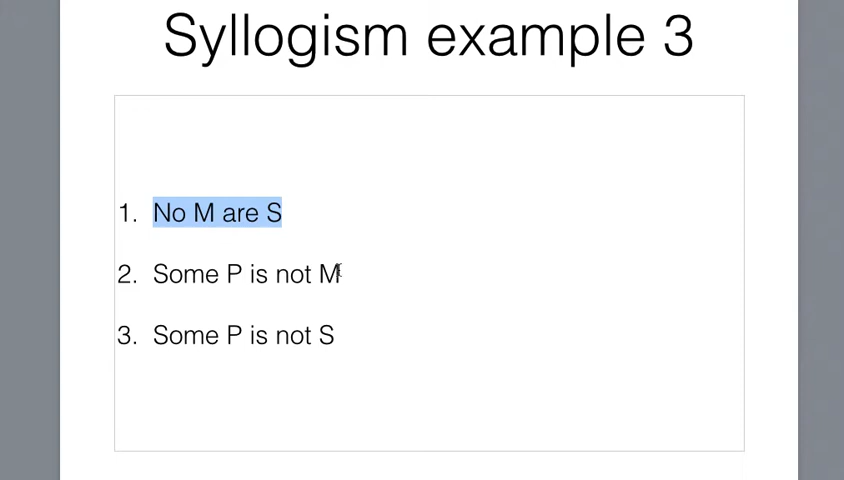 Syllogism example 3
1. No M are S
2. Some P is not M
3. Some P is not S